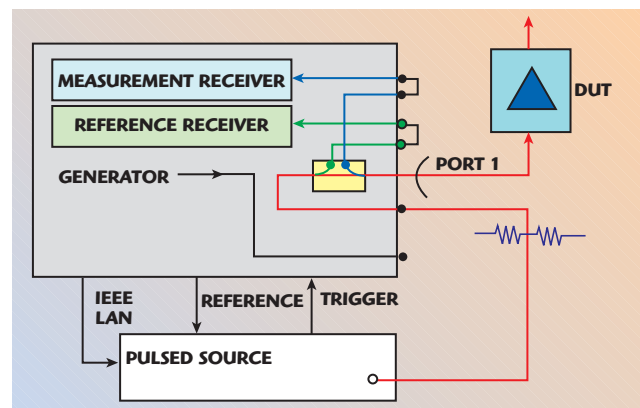 MEASUREMENT RECEIVER
DUT
REFERENCE RECEIVER
PORT 1
GENERATOR
IEEE
LAN
REFERENCE
TRIGGER
PULSED SOURCE